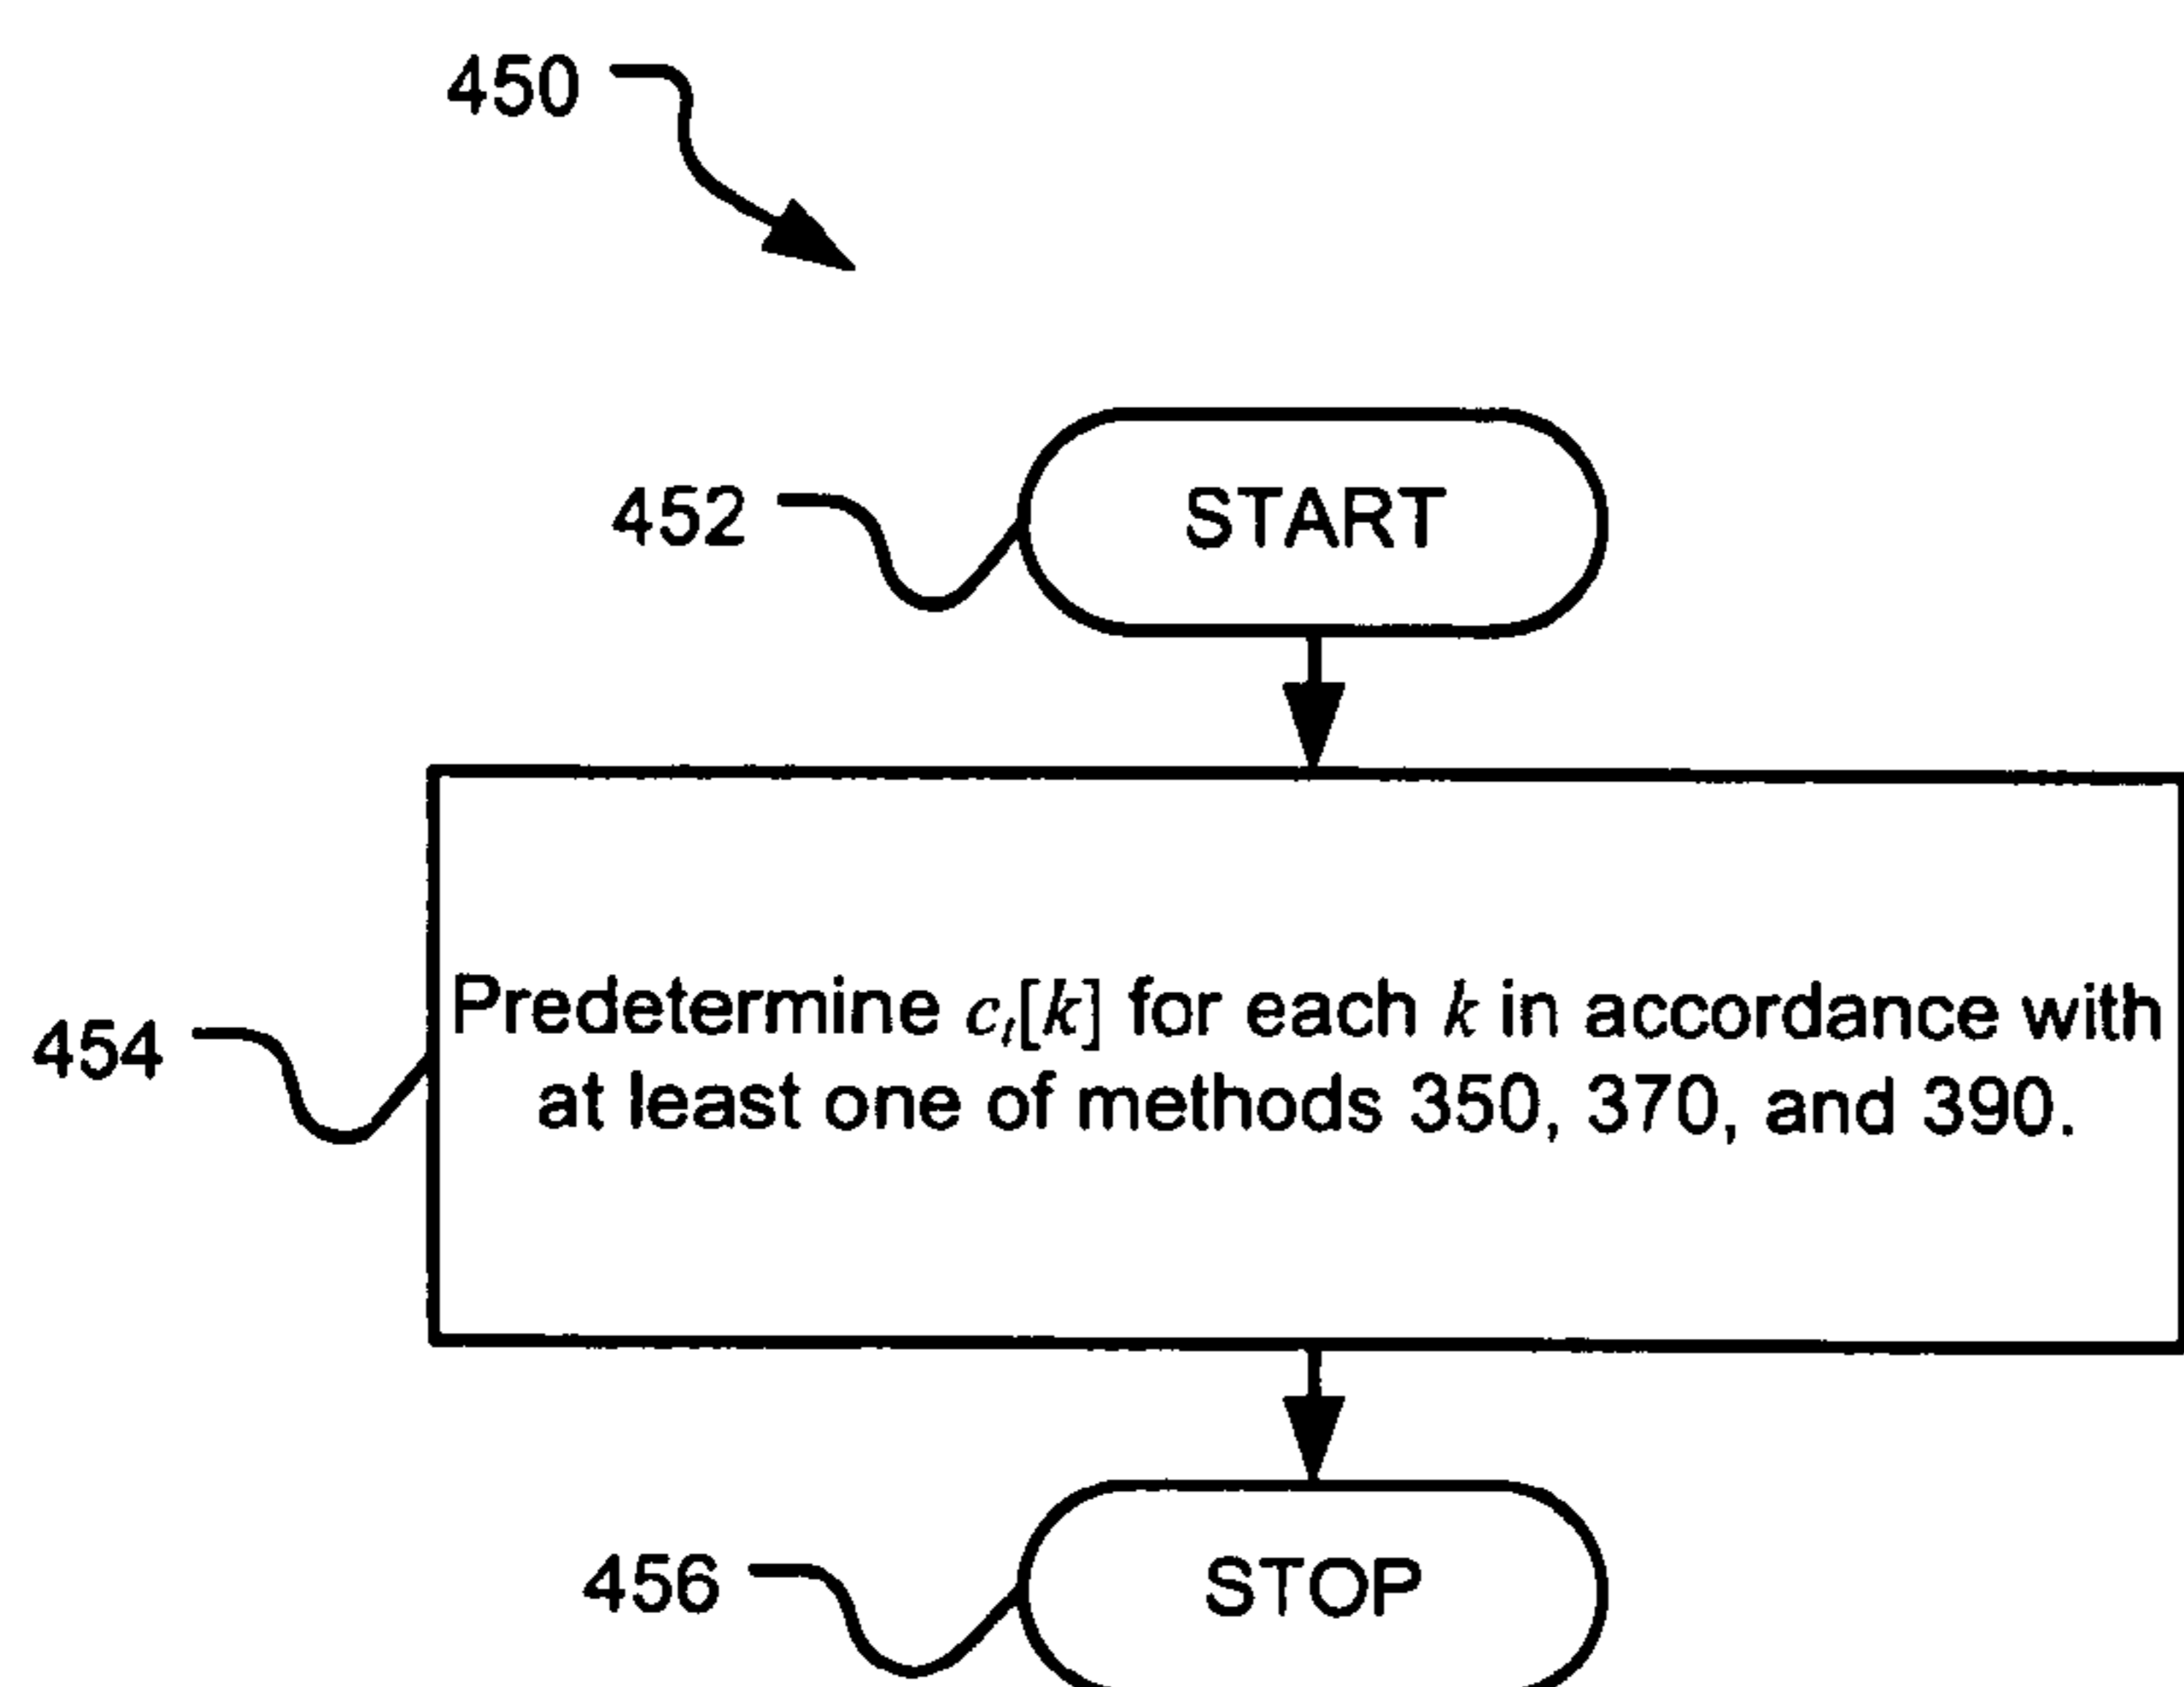 450
452
START
454
Predetermine cᵢ[k] for each k in accordance with
at least one of methods 350, 370, and 390.
456
STOP